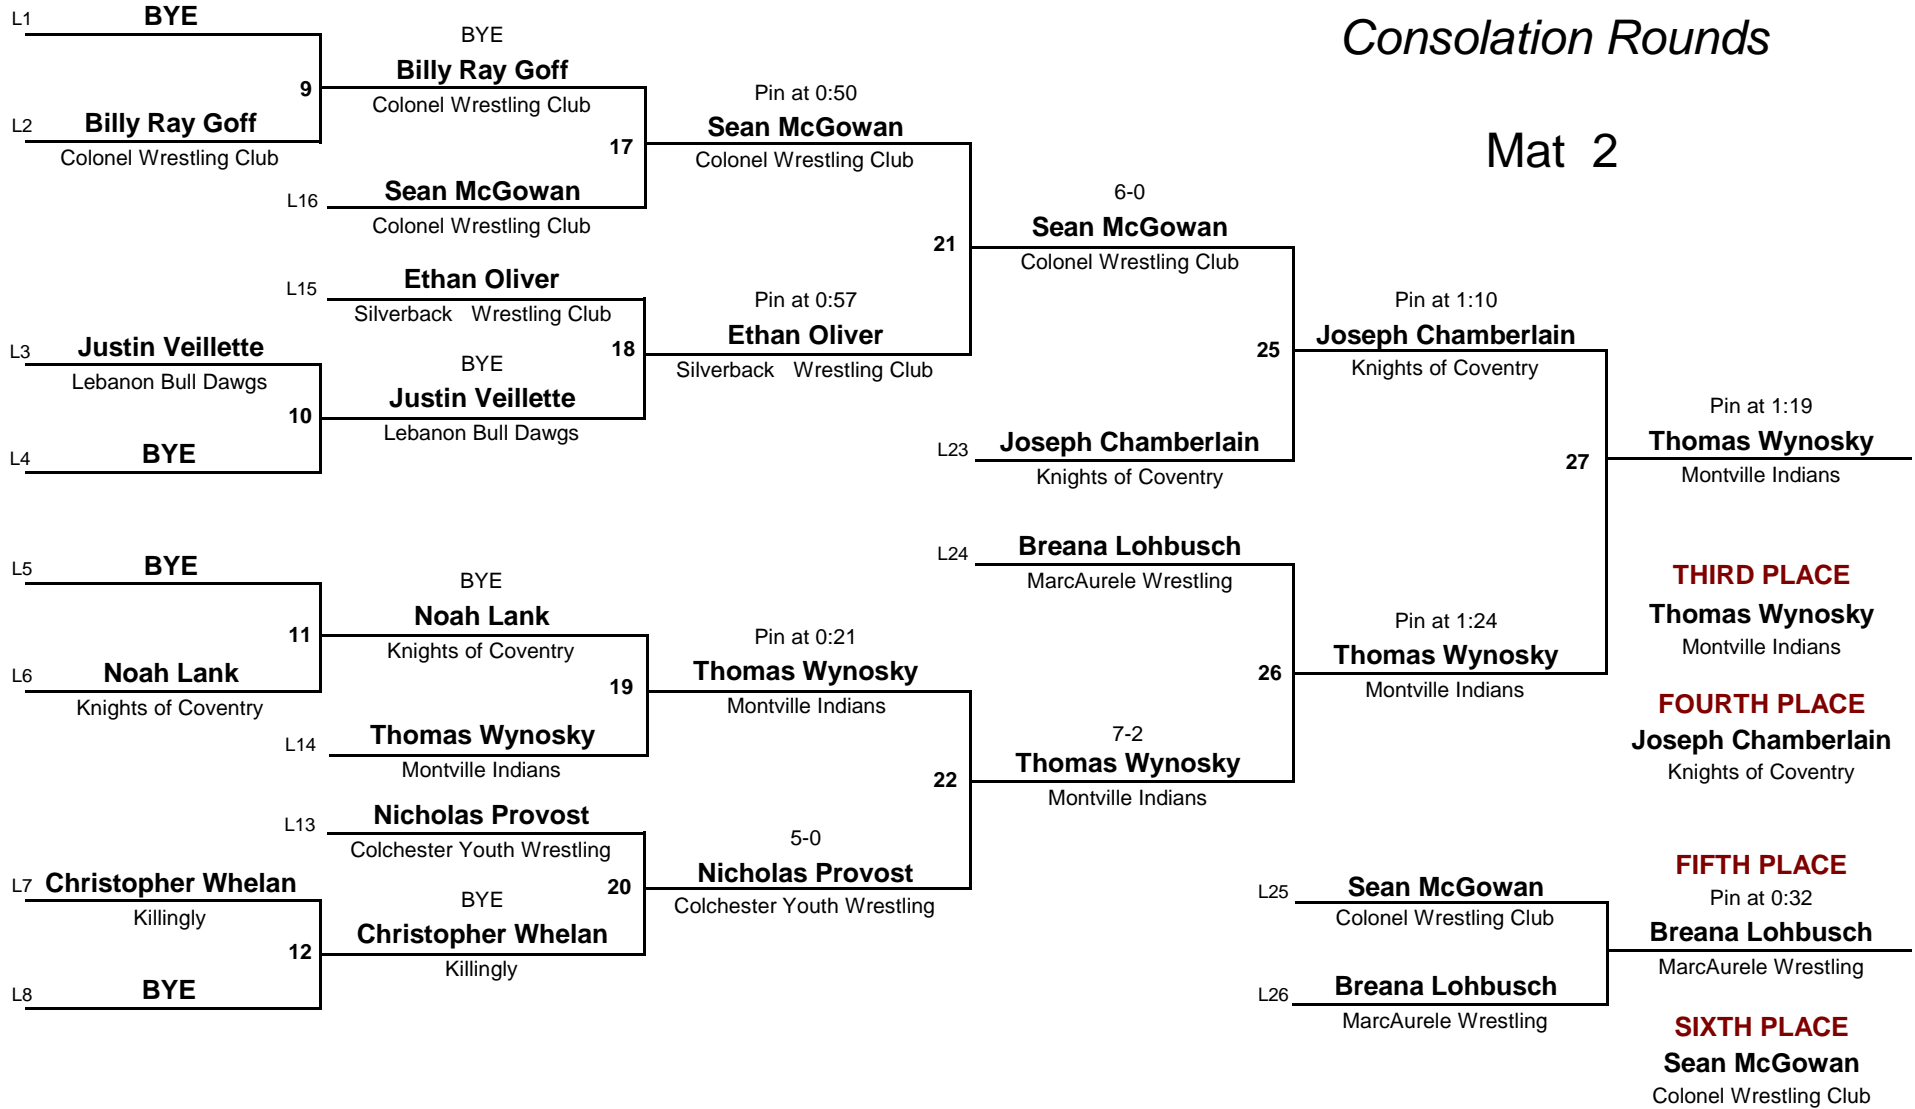 Consolation Rounds
Mat 2
L1 BYE
9
L2 Billy Ray Goff
Colonel Wrestling Club
L3 Justin Veillette
Lebanon Bull Dawgs
10
L4 BYE
L5 BYE
11
L6 Noah Lank
Knights of Coventry
L7 Christopher Whelan
Killingly
12
L8 BYE
BYE
Billy Ray Goff
Colonel Wrestling Club
17
L16 Sean McGowan
Colonel Wrestling Club
L15 Ethan Oliver
Silverback Wrestling Club
18
BYE
Justin Veillette
Lebanon Bull Dawgs
BYE
Noah Lank
Knights of Coventry
19
L14 Thomas Wynosky
Montville Indians
L13 Nicholas Provost
Colchester Youth Wrestling
20
BYE
Christopher Whelan
Killingly
Pin at 0:50
Sean McGowan
Colonel Wrestling Club
21
Pin at 0:57
Ethan Oliver
Silverback Wrestling Club
Pin at 0:21
Thomas Wynosky
Montville Indians
22
5-0
Nicholas Provost
Colchester Youth Wrestling
6-0
Sean McGowan
Colonel Wrestling Club
25
L23 Joseph Chamberlain
Knights of Coventry
L24 Breana Lohbusch
MarcAurele Wrestling
26
7-2
Thomas Wynosky
Montville Indians
Pin at 1:10
Joseph Chamberlain
Knights of Coventry
27
Pin at 1:24
Thomas Wynosky
Montville Indians
L25 Sean McGowan
Colonel Wrestling Club
L26 Breana Lohbusch
MarcAurele Wrestling
Pin at 1:19
Thomas Wynosky
Montville Indians
THIRD PLACE
Thomas Wynosky
Montville Indians
FOURTH PLACE
Joseph Chamberlain
Knights of Coventry
FIFTH PLACE
Pin at 0:32
Breana Lohbusch
MarcAurele Wrestling
SIXTH PLACE
Sean McGowan
Colonel Wrestling Club